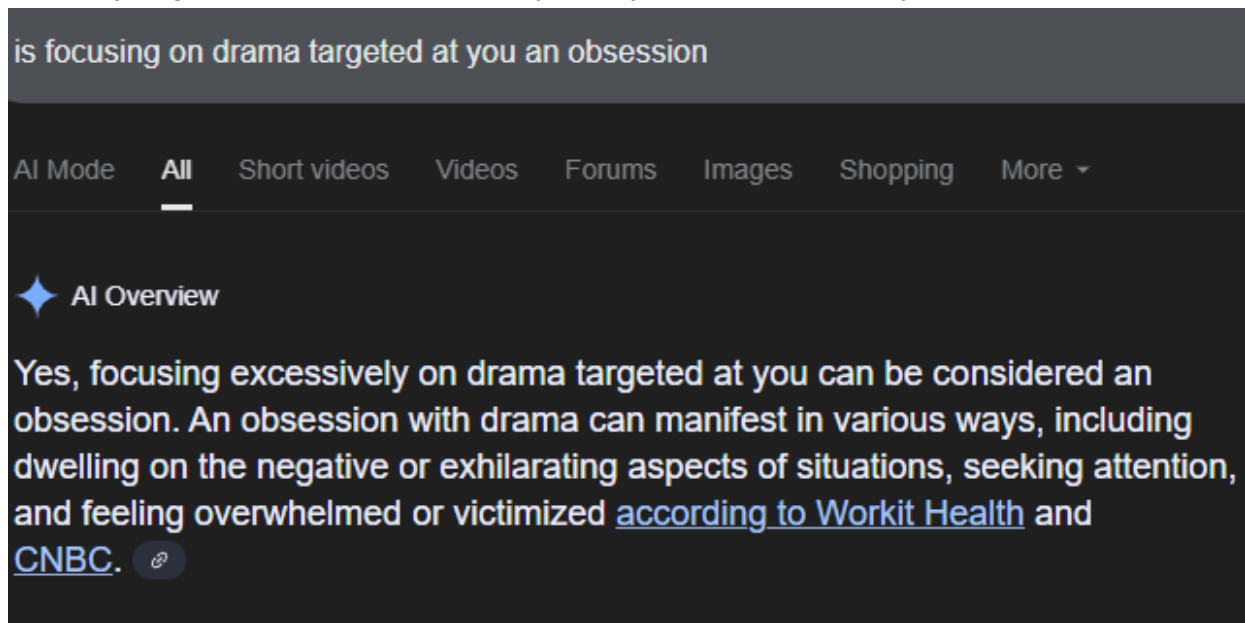 is focusing on drama targeted at you an obsession
AI Mode All Short videos Videos Forums Images Shopping More
AI Overview
Yes, focusing excessively on drama targeted at you can be considered an
obsession. An obsession with drama can manifest in various ways, including
dwelling on the negative or exhilarating aspects of situations, seeking attention,
and feeling overwhelmed or victimized according to Workit Health and
CNBC.